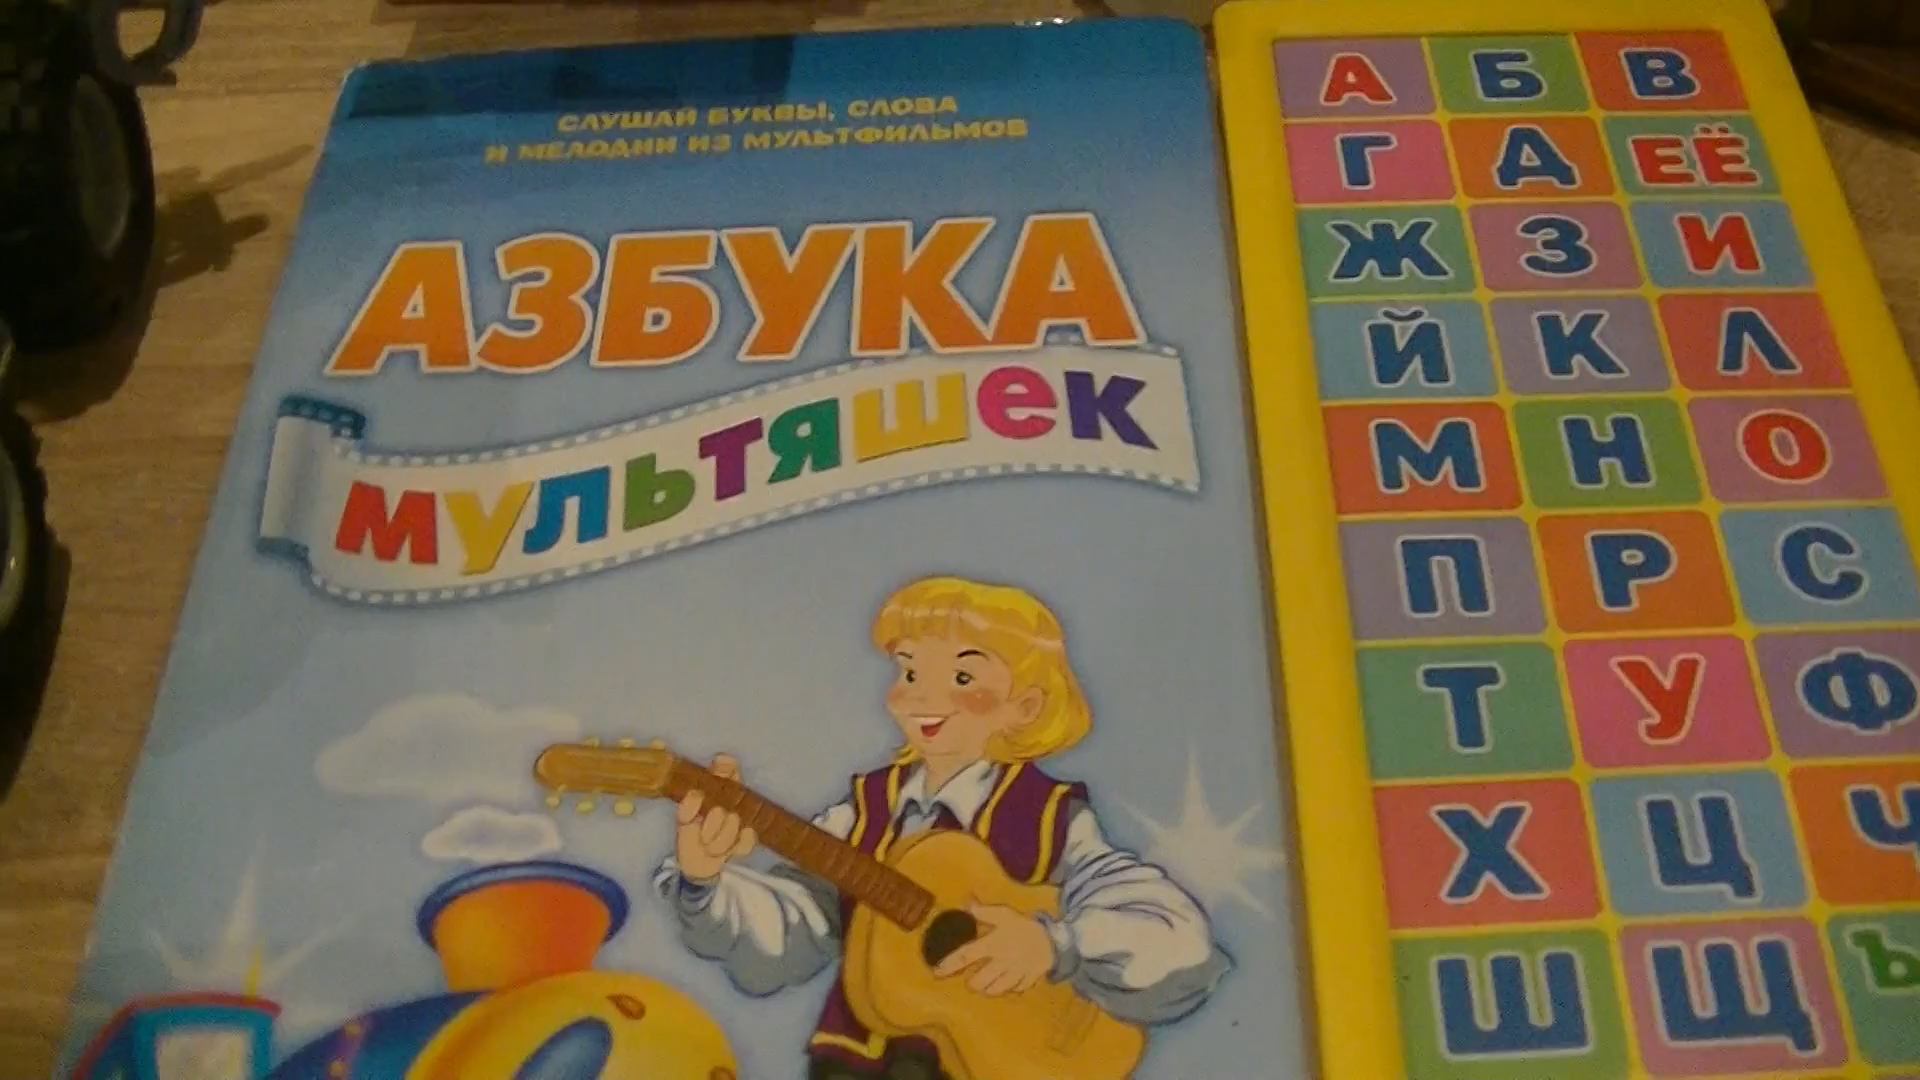 СЛУШАЙ БУКВЫ, СЛОВА
И МЕЛОДИИ ИЗ МУЛЬТФИЛЬМОВ
АЗБУКА
мультяшек
А Б В
Г Д ЕЁ
Ж З И
Й К Л
М Н О
П Р С
Т У Ф
Х Ц Ч
Ш Щ Ъ